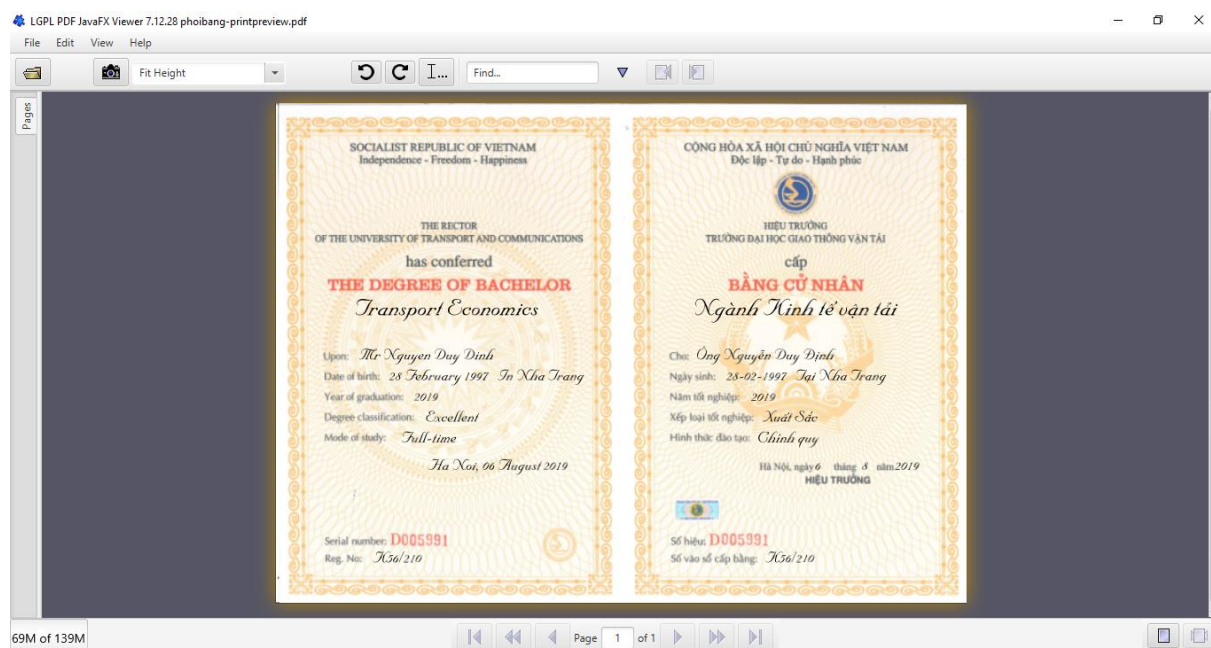 LGPL PDF JavaFX Viewer 7.12.28 phoibang-printpreview.pdf
File Edit View Help
Fit Height
I...
Find...
Pages
SOCIALIST REPUBLIC OF VIETNAM
Independence - Freedom - Happiness
THE RECTOR
OF THE UNIVERSITY OF TRANSPORT AND COMMUNICATIONS
has conferred
THE DEGREE OF BACHELOR
Transport Economics
Upon: Mr Nguyen Duy Dinh
Date of birth: 28 February 1997 In Nha Trang
Year of graduation: 2019
Degree classification: Excellent
Mode of study: Full-time
Ha Noi, 06 August 2019
Serial number: D005991
Reg. No: K56/210
CỘNG HÒA XÃ HỘI CHỦ NGHĨA VIỆT NAM
Độc lập - Tự do - Hạnh phúc
HIỆU TRƯỞNG
TRƯỜNG ĐẠI HỌC GIAO THÔNG VẬN TẢI
cấp
BẰNG CỬ NHÂN
Ngành Kinh tế vận tải
Cho: Ông Nguyễn Duy Định
Ngày sinh: 28-02-1997 Tại Nha Trang
Năm tốt nghiệp: 2019
Xếp loại tốt nghiệp: Xuất Sắc
Hình thức đào tạo: Chính quy
Hà Nội, ngày 6 tháng 8 năm 2019
HIỆU TRƯỞNG
Số hiệu: D005991
Số vào sổ cấp bằng: K56/210
69M of 139M
Page 1 of 1